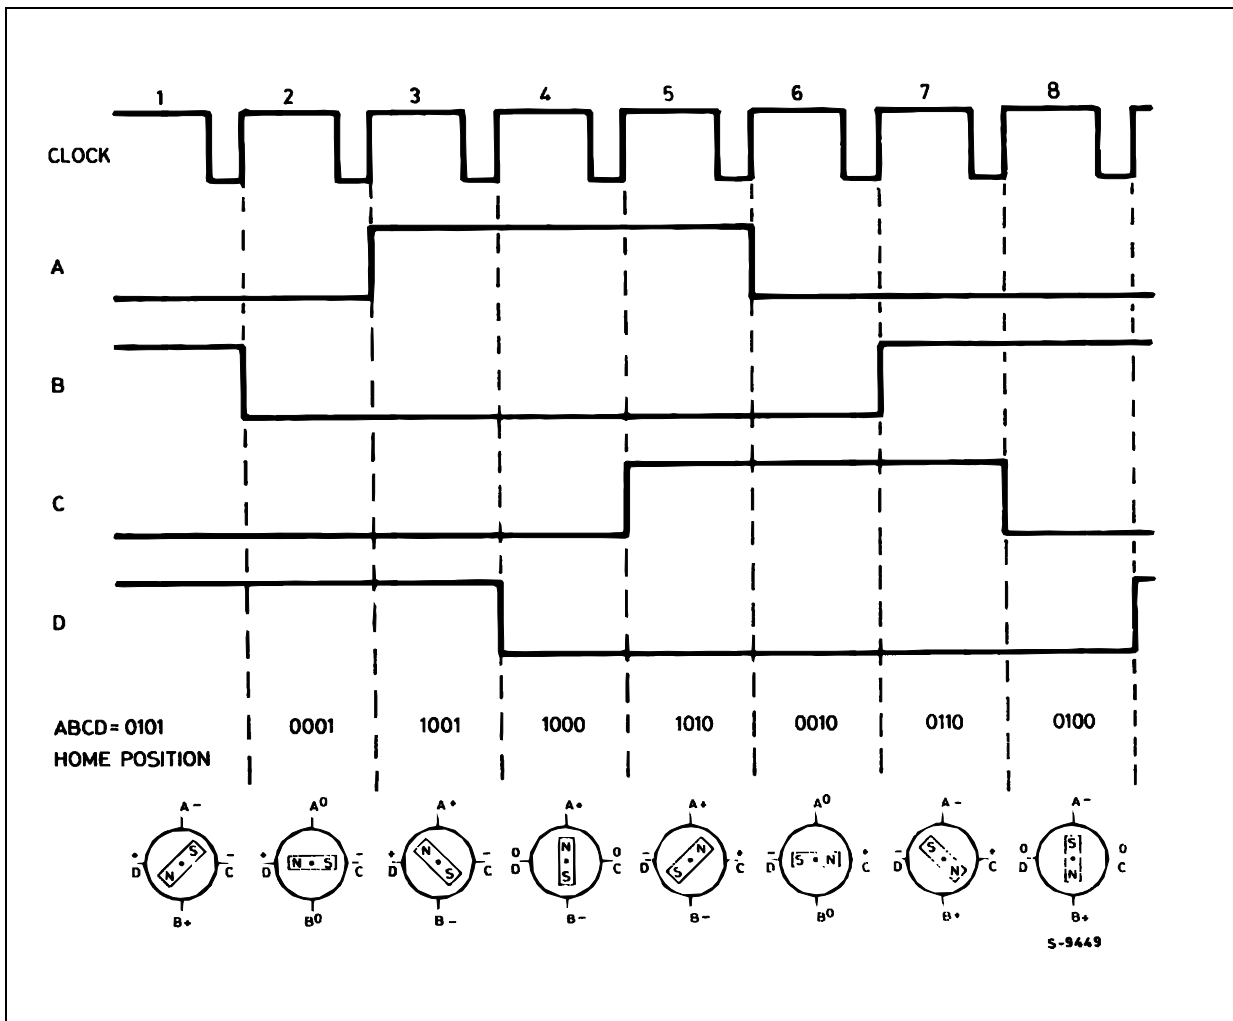 1 2 3 4 5 6 7 8
CLOCK
A
B
C
D
ABCD=0101 0001 1001 1000 1010 0010 0110 0100
HOME POSITION
A- A0 A+ A+ A+ A0 A- A-
+ - + - + - 0 0 - + - + - + 0 0
D C D C D C D C D C D C D C D C
N S N S N S N S S N S N S N S N
B+ B0 B- B- B- B0 B+ B+
S-9449